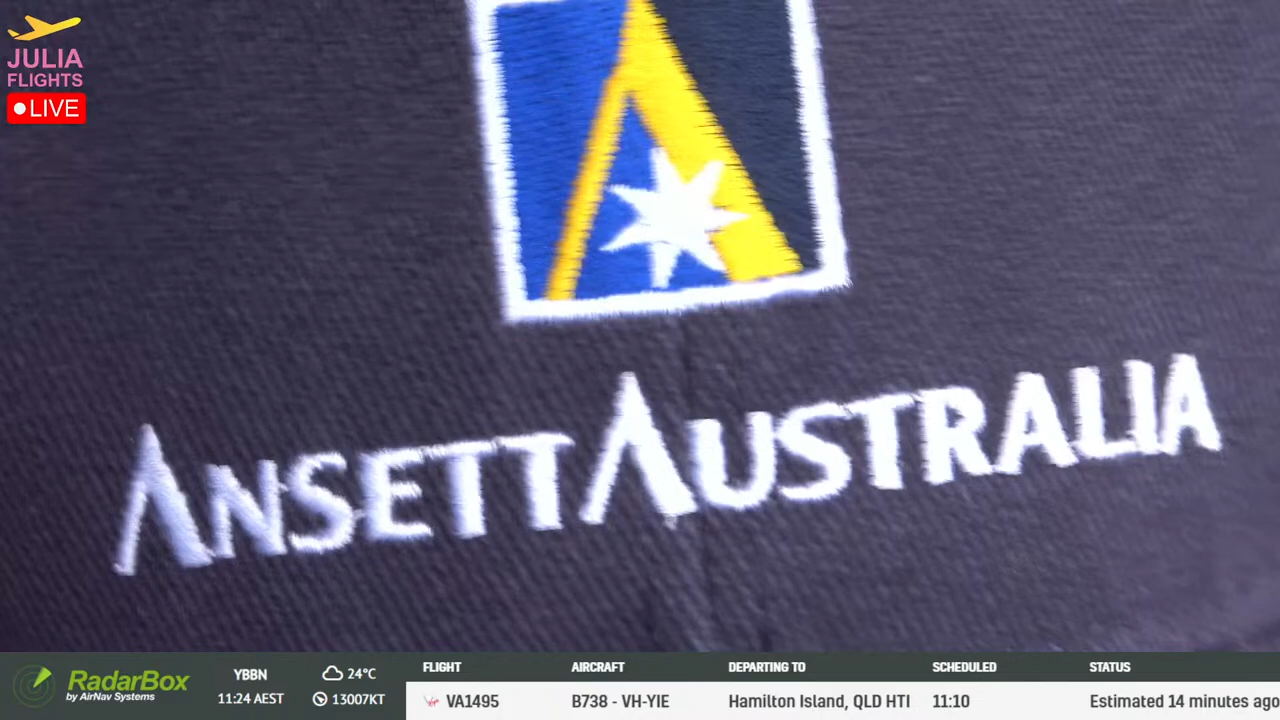 JULIA
FLIGHTS
LIVE
ANSETT AUSTRALIA
RadarBox
by AirNav Systems
YBBN
11:24 AEST
24°C
13007KT
FLIGHT AIRCRAFT DEPARTING TO SCHEDULED STATUS
VA1495 B738 - VH-YIE Hamilton Island, QLD HTI 11:10 Estimated 14 minutes ago